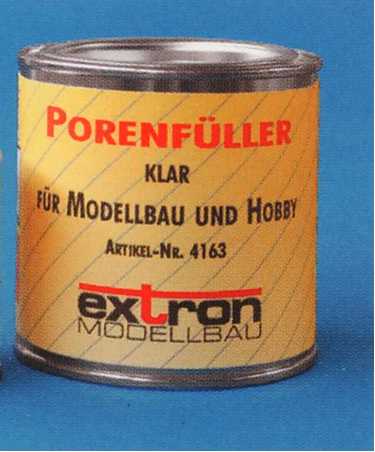 PORENFÜLLER
KLAR
FÜR MODELLBAU UND HOBBY
ARTIKEL-NR. 4163
extron
MODELLBAU